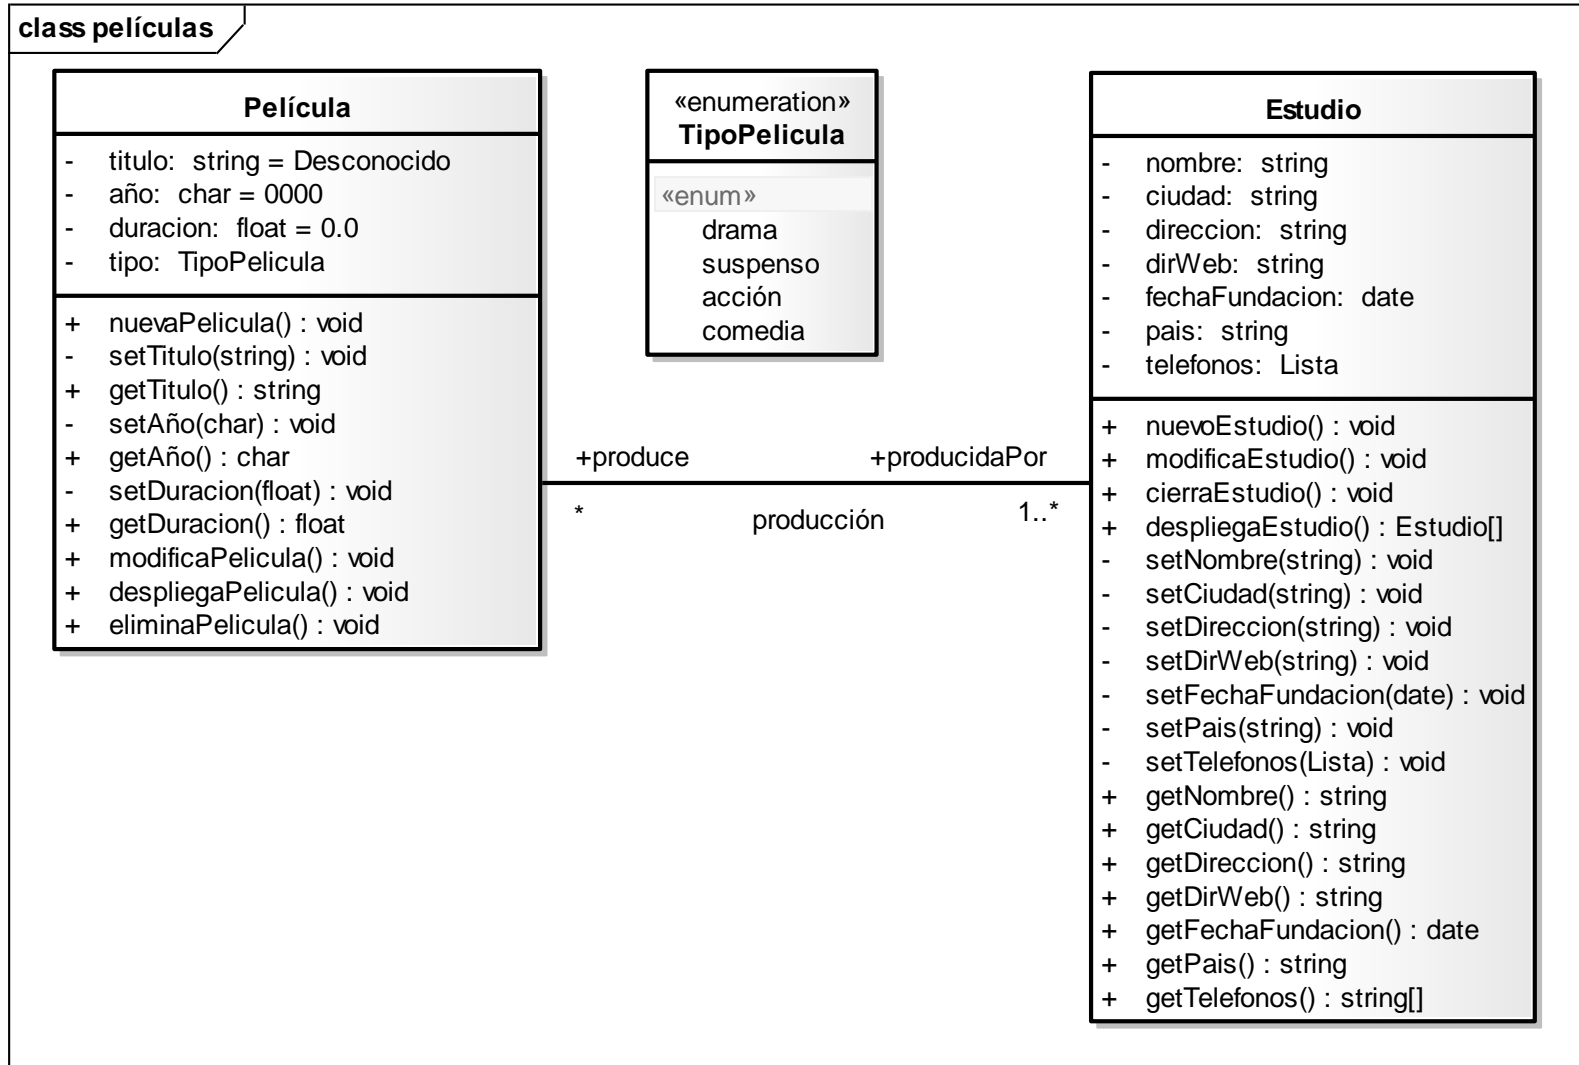 class películas
Película
- titulo: string = Desconocido
- año: char = 0000
- duracion: float = 0.0
- tipo: TipoPelicula
+ nuevaPelicula() : void
- setTitulo(string) : void
+ getTitulo() : string
- setAño(char) : void
+ getAño() : char
- setDuracion(float) : void
+ getDuracion() : float
+ modificaPelicula() : void
+ despliegaPelicula() : void
+ eliminaPelicula() : void
«enumeration»
TipoPelicula
«enum»
drama
suspenso
acción
comedia
+produce
+producidaPor
*
producción
1..*
Estudio
- nombre: string
- ciudad: string
- direccion: string
- dirWeb: string
- fechaFundacion: date
- pais: string
- telefonos: Lista
+ nuevoEstudio() : void
+ modificaEstudio() : void
+ cierraEstudio() : void
+ despliegaEstudio() : Estudio[]
- setNombre(string) : void
- setCiudad(string) : void
- setDireccion(string) : void
- setDirWeb(string) : void
- setFechaFundacion(date) : void
- setPais(string) : void
- setTelefonos(Lista) : void
+ getNombre() : string
+ getCiudad() : string
+ getDireccion() : string
+ getDirWeb() : string
+ getFechaFundacion() : date
+ getPais() : string
+ getTelefonos() : string[]